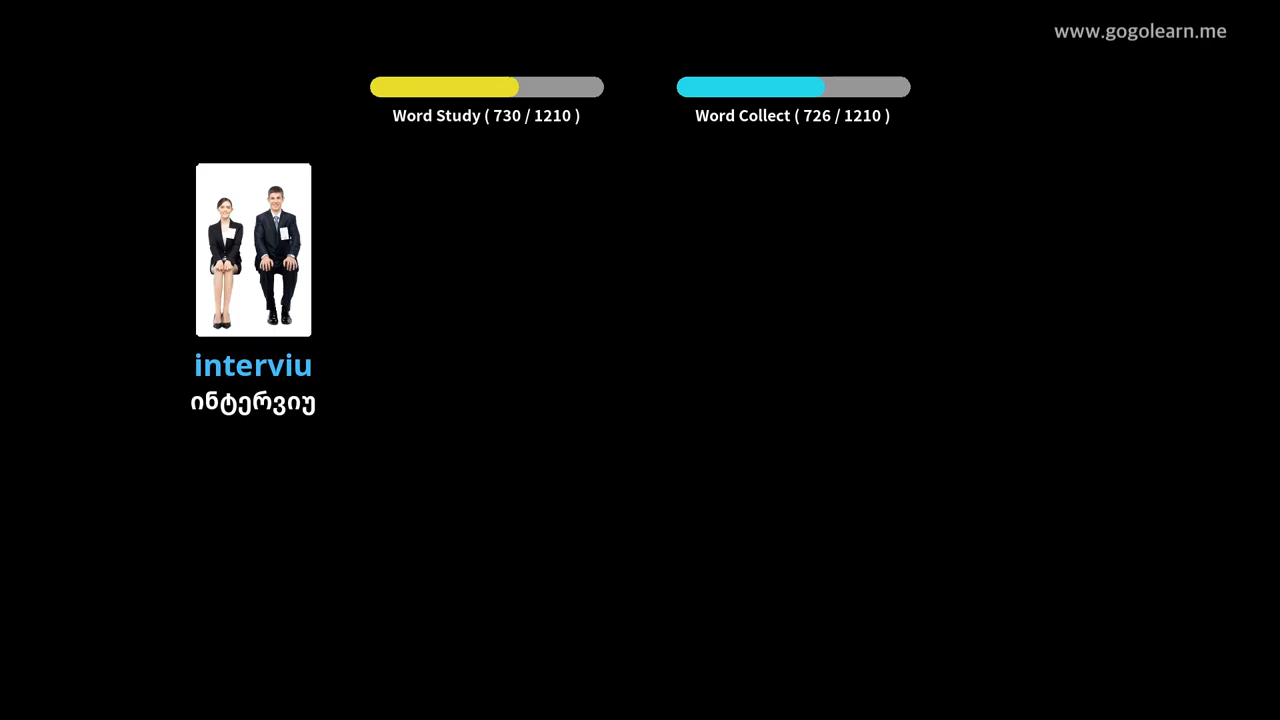 www.gogolearn.me
Word Study ( 730 / 1210 )
Word Collect ( 726 / 1210 )
interviu
ინტერვიუ